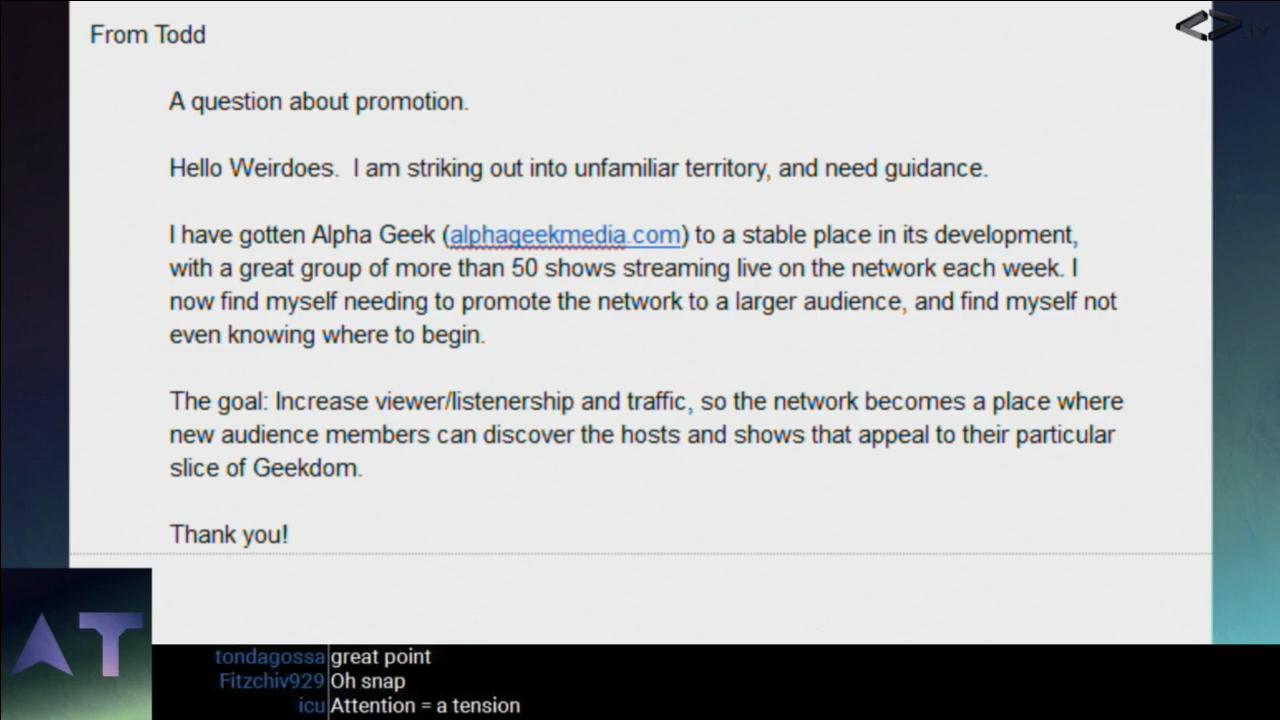 From Todd
A question about promotion.
Hello Weirdoes.  I am striking out into unfamiliar territory, and need guidance.
I have gotten Alpha Geek (alphageekmedia.com) to a stable place in its development,
with a great group of more than 50 shows streaming live on the network each week. I
now find myself needing to promote the network to a larger audience, and find myself not
even knowing where to begin.
The goal: Increase viewer/listenership and traffic, so the network becomes a place where
new audience members can discover the hosts and shows that appeal to their particular
slice of Geekdom.
Thank you!
AT
tondagossa great point
Fitzchiv929 Oh snap
icu Attention = a tension